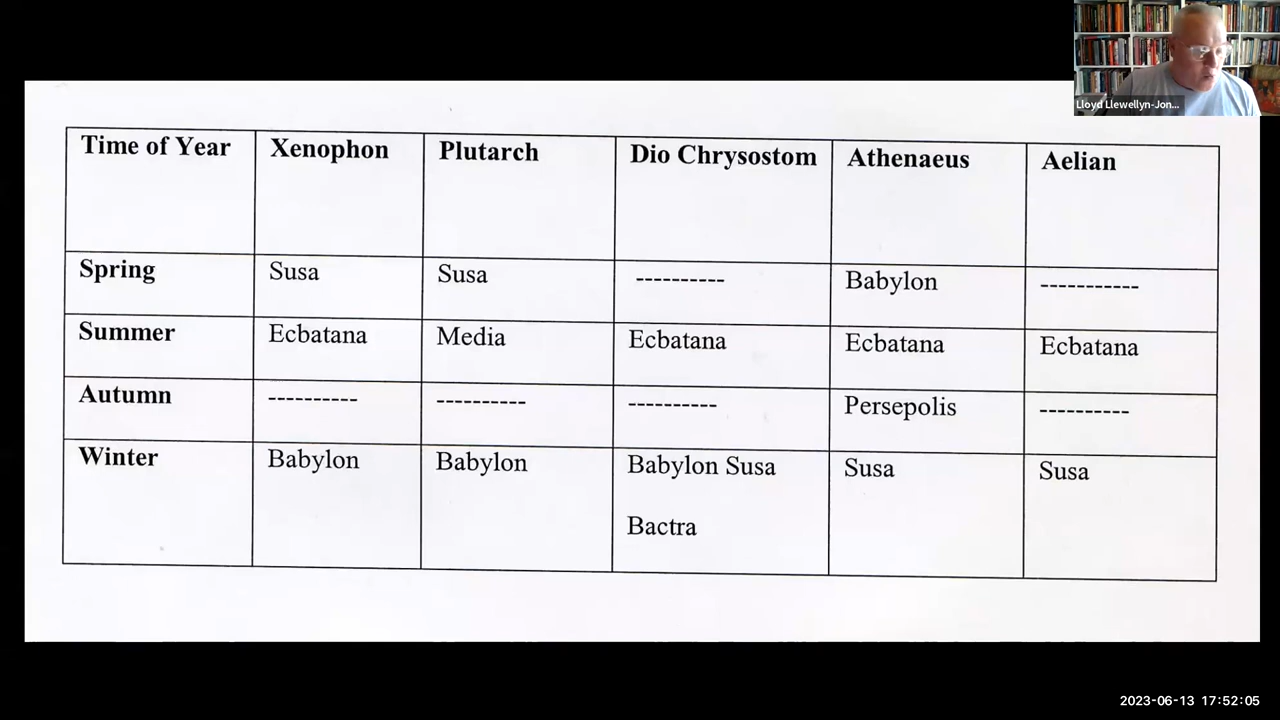 Lloyd Llewellyn-Jon...
Time of Year Xenophon Plutarch Dio Chrysostom Athenaeus Aelian
Spring Susa Susa ---------- Babylon -----------
Summer Ecbatana Media Ecbatana Ecbatana Ecbatana
Autumn ---------- ---------- ---------- Persepolis ----------
Winter Babylon Babylon Babylon Susa Susa Susa
Bactra
2023-06-13 17:52:05